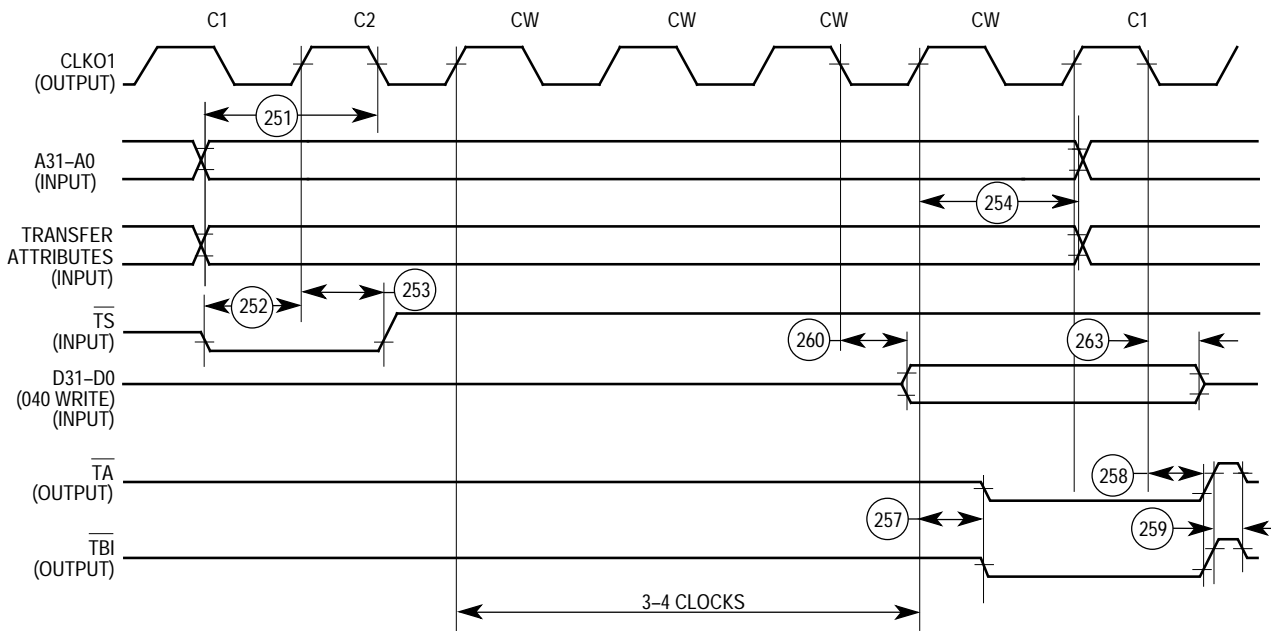 C1 C2 CW CW CW CW C1
CLKO1
(OUTPUT)
251
A31–A0
(INPUT)
254
TRANSFER
ATTRIBUTES
(INPUT)
252
253
TS
(INPUT)
260
263
D31–D0
(040 WRITE)
(INPUT)
TA
(OUTPUT)
258
257
259
TBI
(OUTPUT)
3–4 CLOCKS